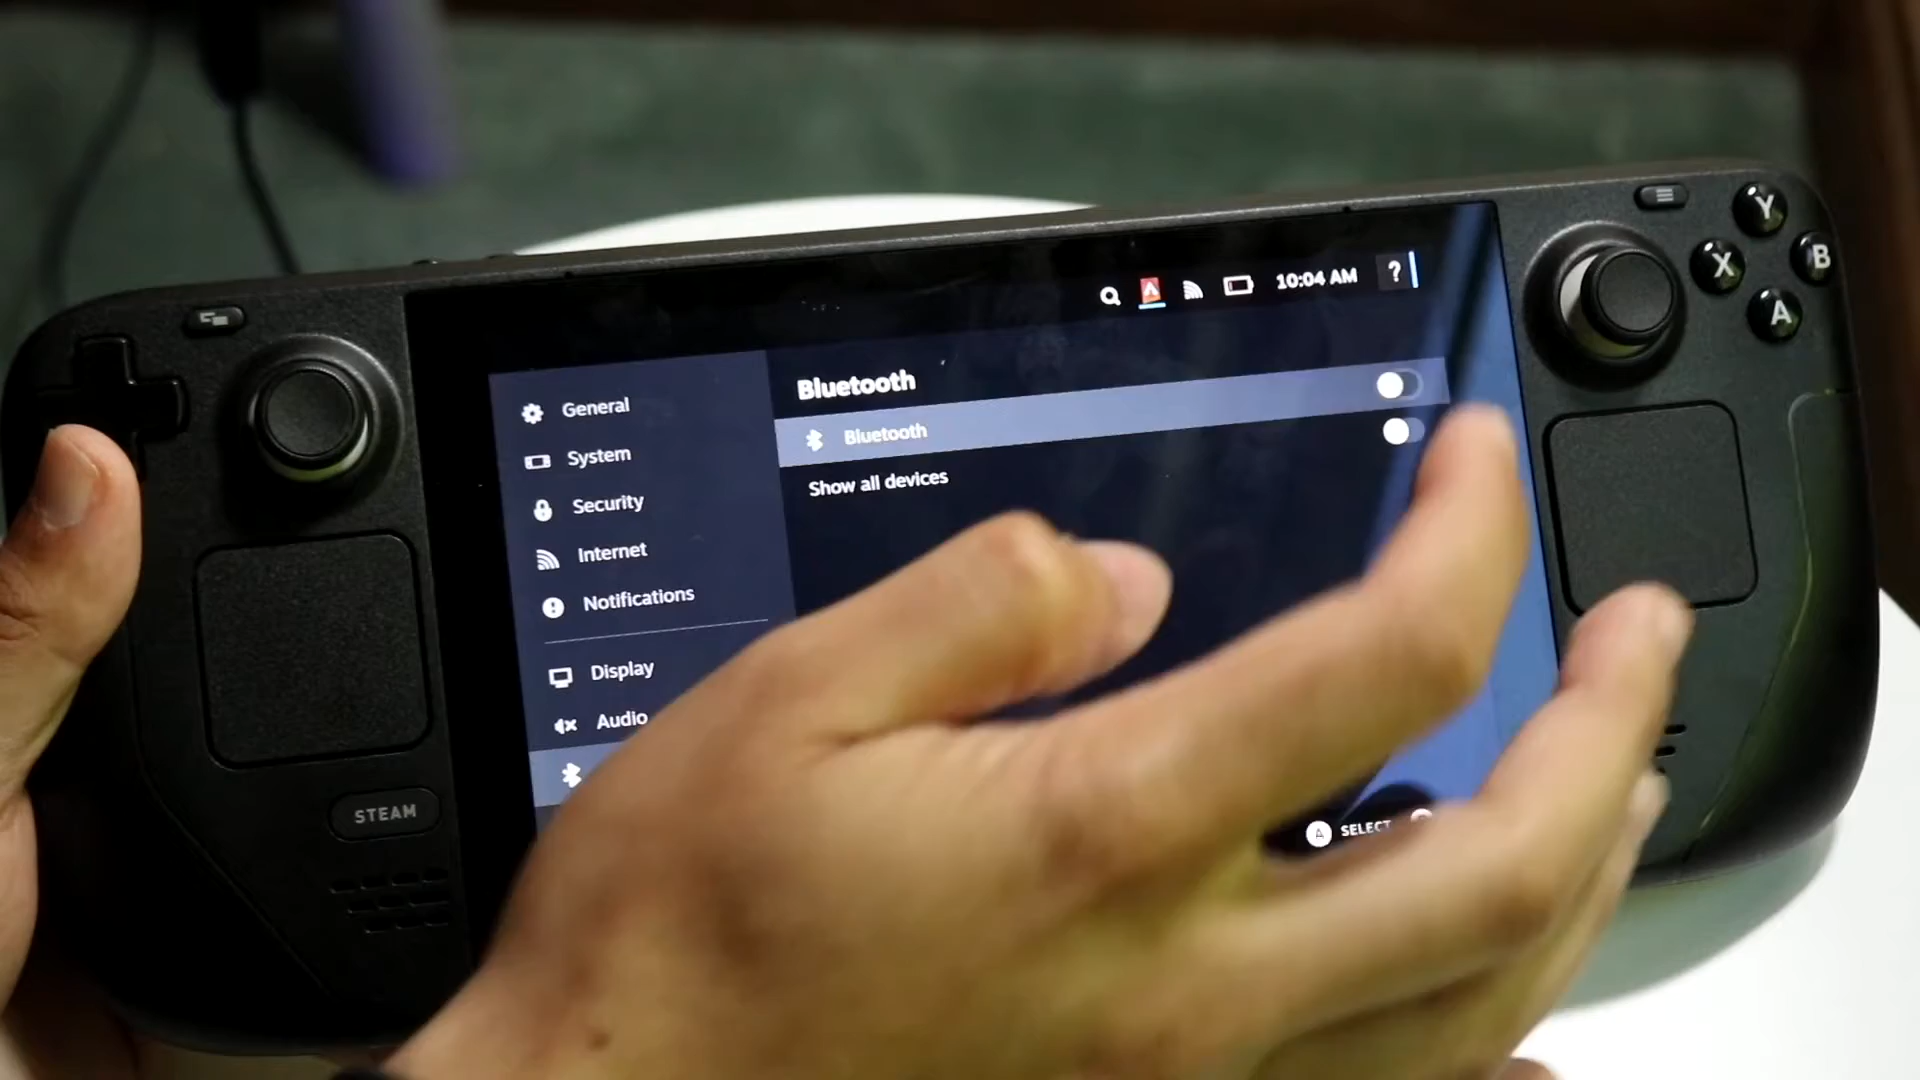 10:04 AM ?
General
System
Security
Internet
Notifications
Display
Audio
Bluetooth
Bluetooth
Show all devices
A SELECT
STEAM
Y
X
B
A